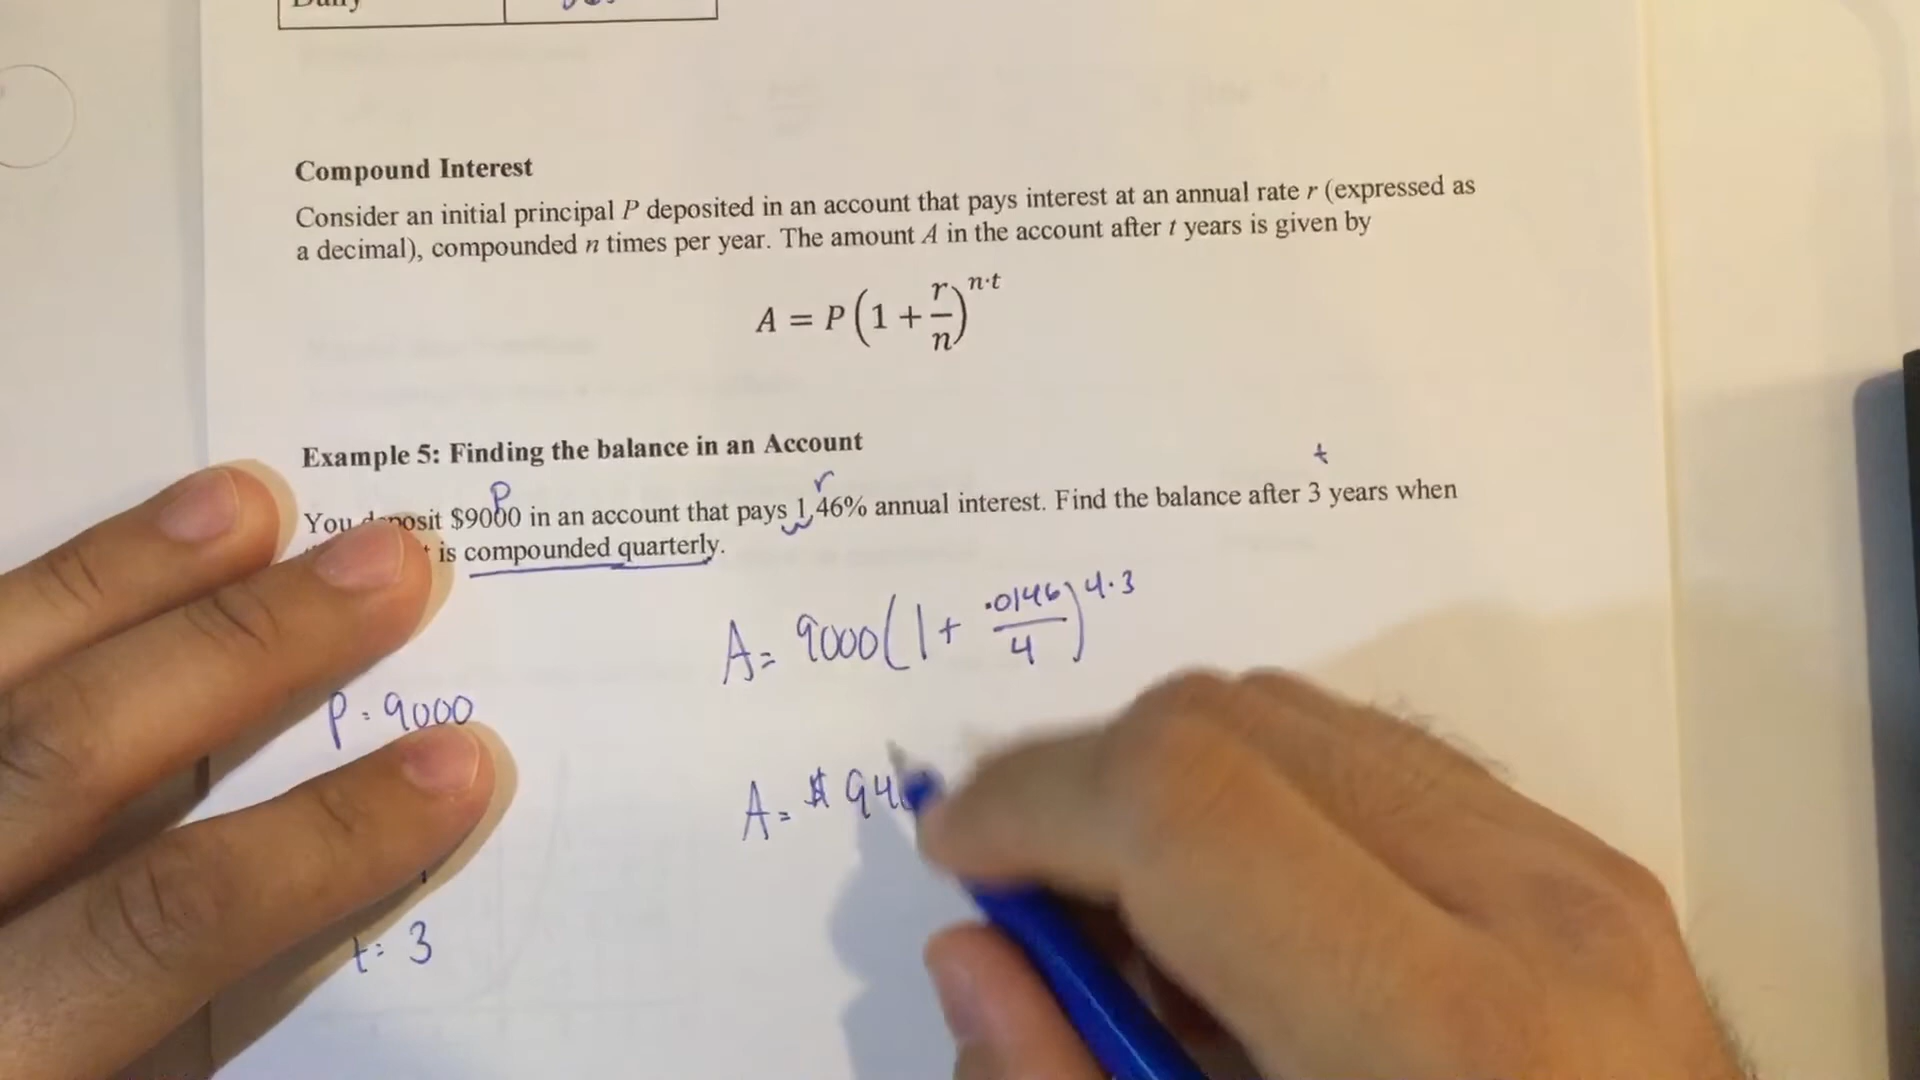 Daily
Compound Interest
Consider an initial principal P deposited in an account that pays interest at an annual rate r (expressed as
a decimal), compounded n times per year. The amount A in the account after t years is given by
A = P(1 + r/n)^n·t
Example 5: Finding the balance in an Account
t
P r
You deposit $9000 in an account that pays 1.46% annual interest. Find the balance after 3 years when
is compounded quarterly.
A = 9000(1 + .0146/4)^4·3
P = 9000
A = $ 94
t = 3